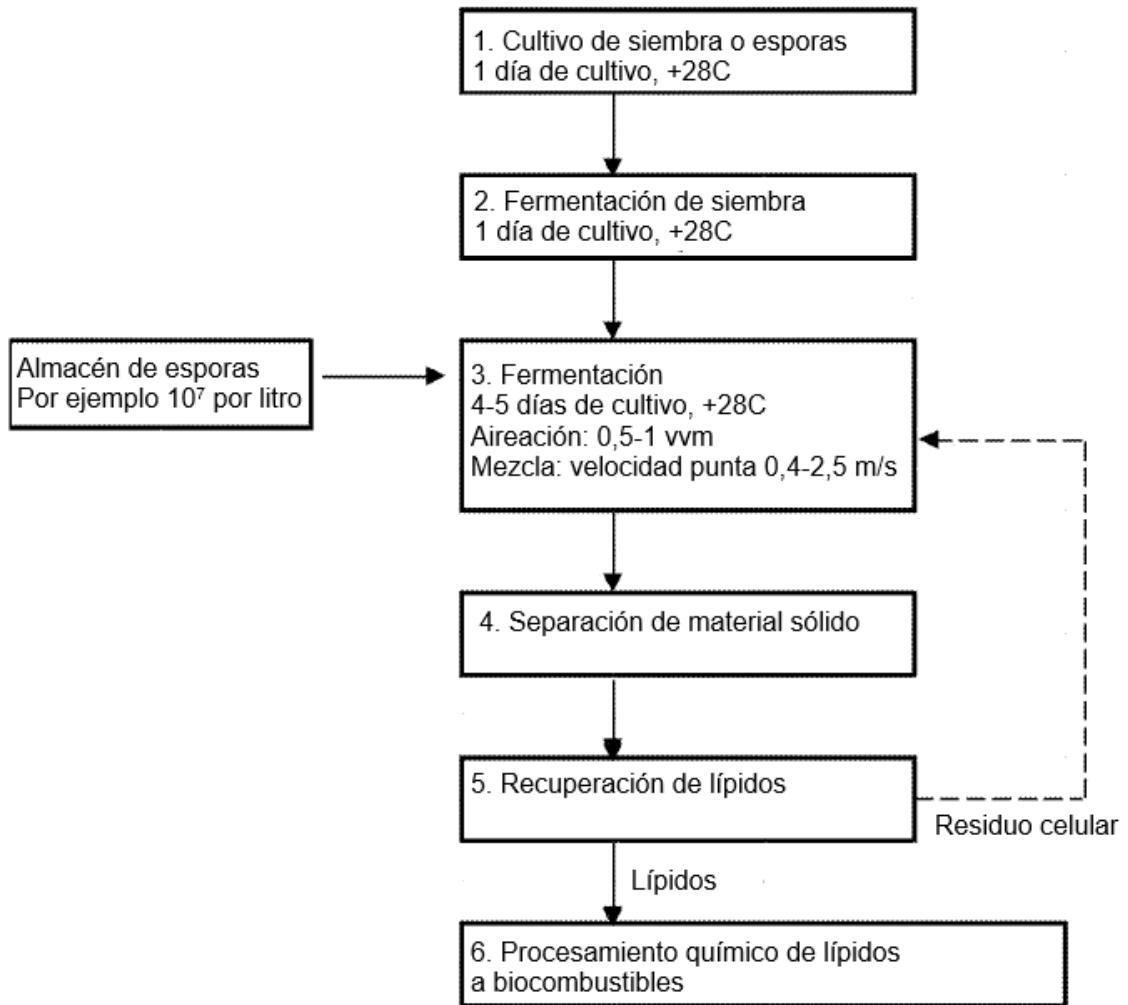 1. Cultivo de siembra o esporas
1 día de cultivo, +28C
2. Fermentación de siembra
1 día de cultivo, +28C
Almacén de esporas
Por ejemplo 10⁷ por litro
3. Fermentación
4-5 días de cultivo, +28C
Aireación: 0,5-1 vvm
Mezcla: velocidad punta 0,4-2,5 m/s
4. Separación de material sólido
5. Recuperación de lípidos
Residuo celular
Lípidos
6. Procesamiento químico de lípidos
a biocombustibles